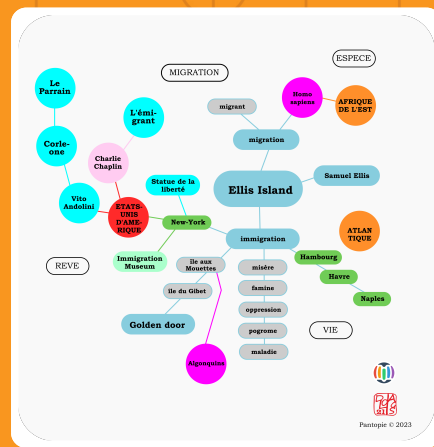 ESPECE
MIGRATION
Le
Parrain
Homo
sapiens
AFRIQUE
DE L'EST
migrant
L'émi-
grant
migration
Corle-
one
Charlie
Chaplin
Samuel Ellis
Statue de la
liberté
Ellis Island
Vito
Andolini
ETATS-
UNIS
D'AME-
RIQUE
New-York
ATLAN
TIQUE
immigration
Immigration
Museum
île aux
Mouettes
Hambourg
REVE
misère
Havre
île du Gibet
famine
Naples
oppression
Golden door
VIE
pogrome
maladie
Algonquins
Pantopie © 2023